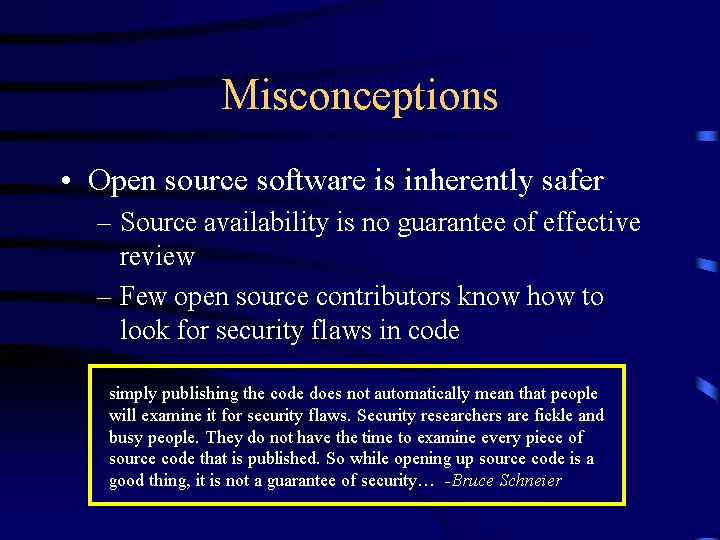 Misconceptions
• Open source software is inherently safer
– Source availability is no guarantee of effective
review
– Few open source contributors know how to
look for security flaws in code
simply publishing the code does not automatically mean that people
will examine it for security flaws. Security researchers are fickle and
busy people. They do not have the time to examine every piece of
source code that is published. So while opening up source code is a
good thing, it is not a guarantee of security… -Bruce Schneier